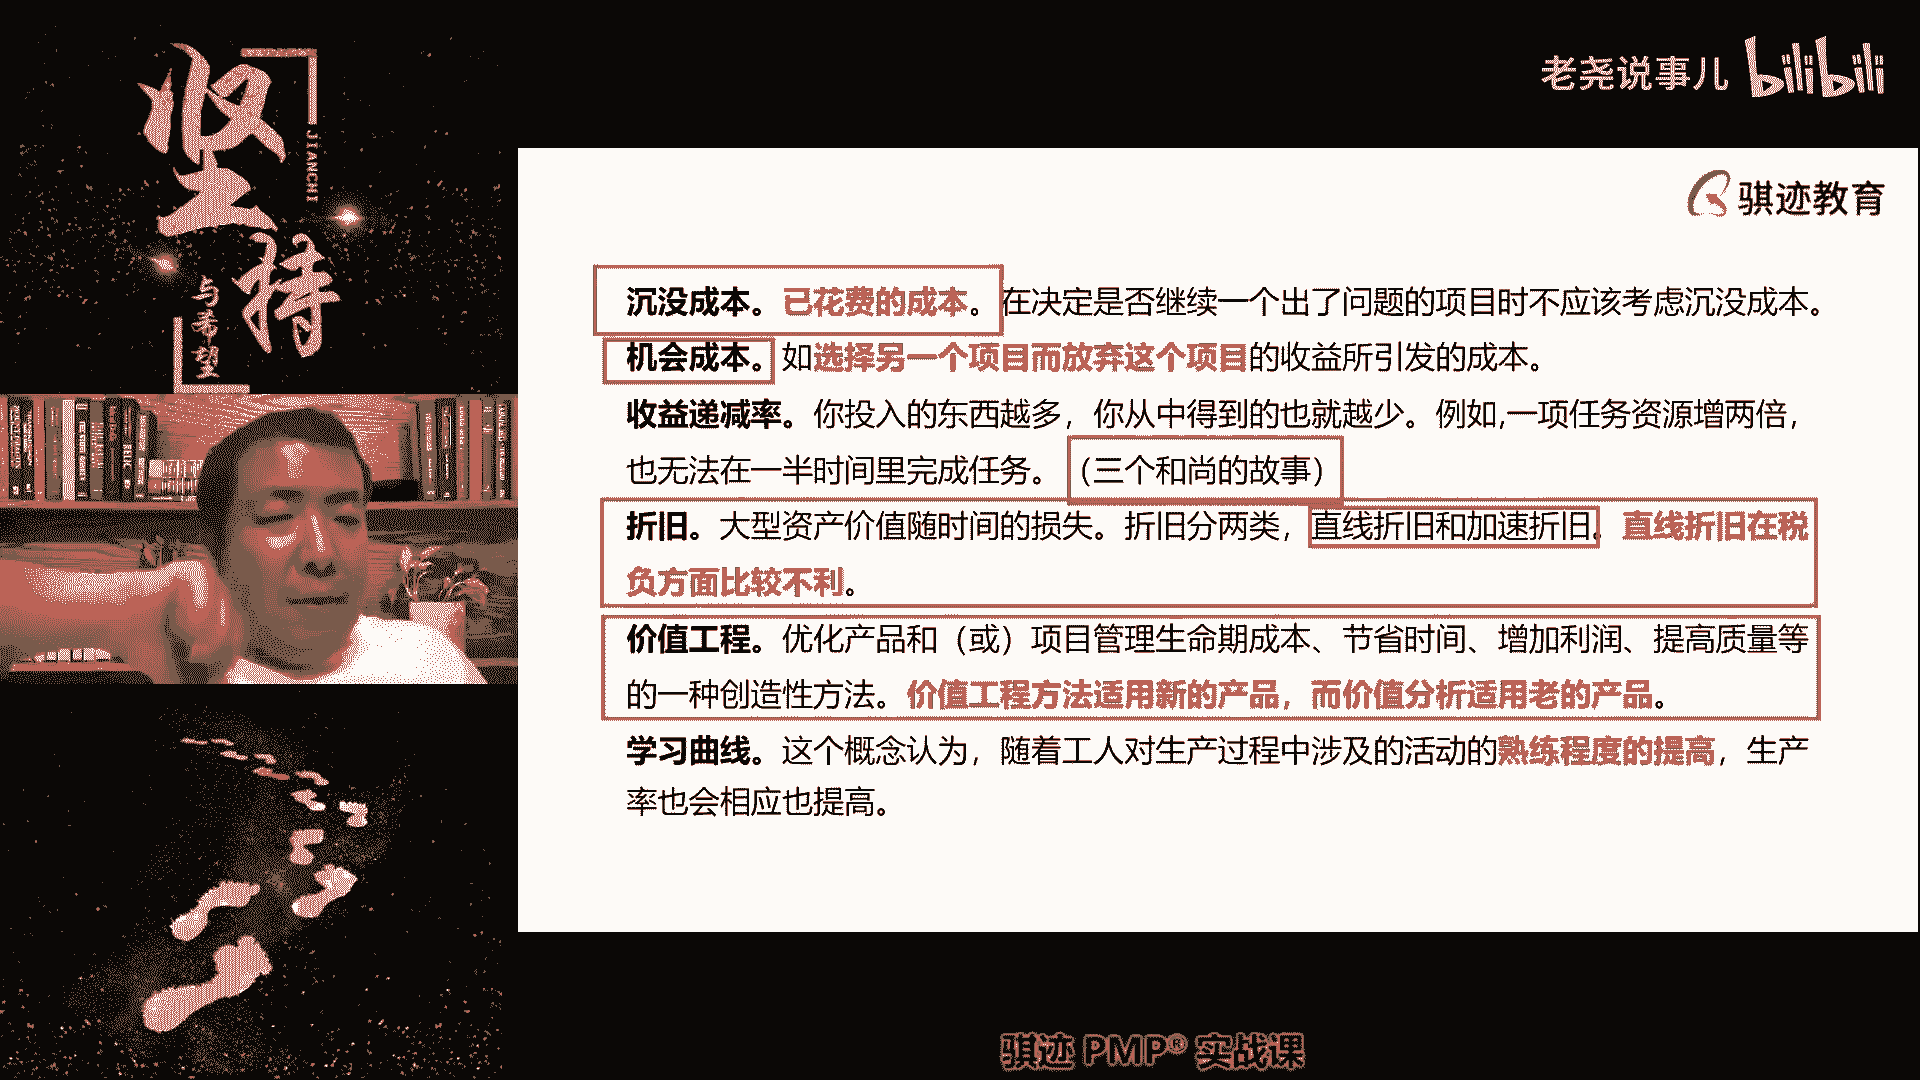 坚持
JIANCHI
与希望
老尧说事儿 bilibili
骐迹教育
沉没成本。已花费的成本。在决定是否继续一个出了问题的项目时不应该考虑沉没成本。
机会成本。如选择另一个项目而放弃这个项目的收益所引发的成本。
收益递减率。你投入的东西越多，你从中得到的也就越少。例如,一项任务资源增两倍，
也无法在一半时间里完成任务。（三个和尚的故事）
折旧。大型资产价值随时间的损失。折旧分两类，直线折旧和加速折旧。直线折旧在税
负方面比较不利。
价值工程。优化产品和（或）项目管理生命期成本、节省时间、增加利润、提高质量等
的一种创造性方法。价值工程方法适用新的产品，而价值分析适用老的产品。
学习曲线。这个概念认为，随着工人对生产过程中涉及的活动的熟练程度的提高，生产
率也会相应也提高。
骐迹 PMP® 实战课